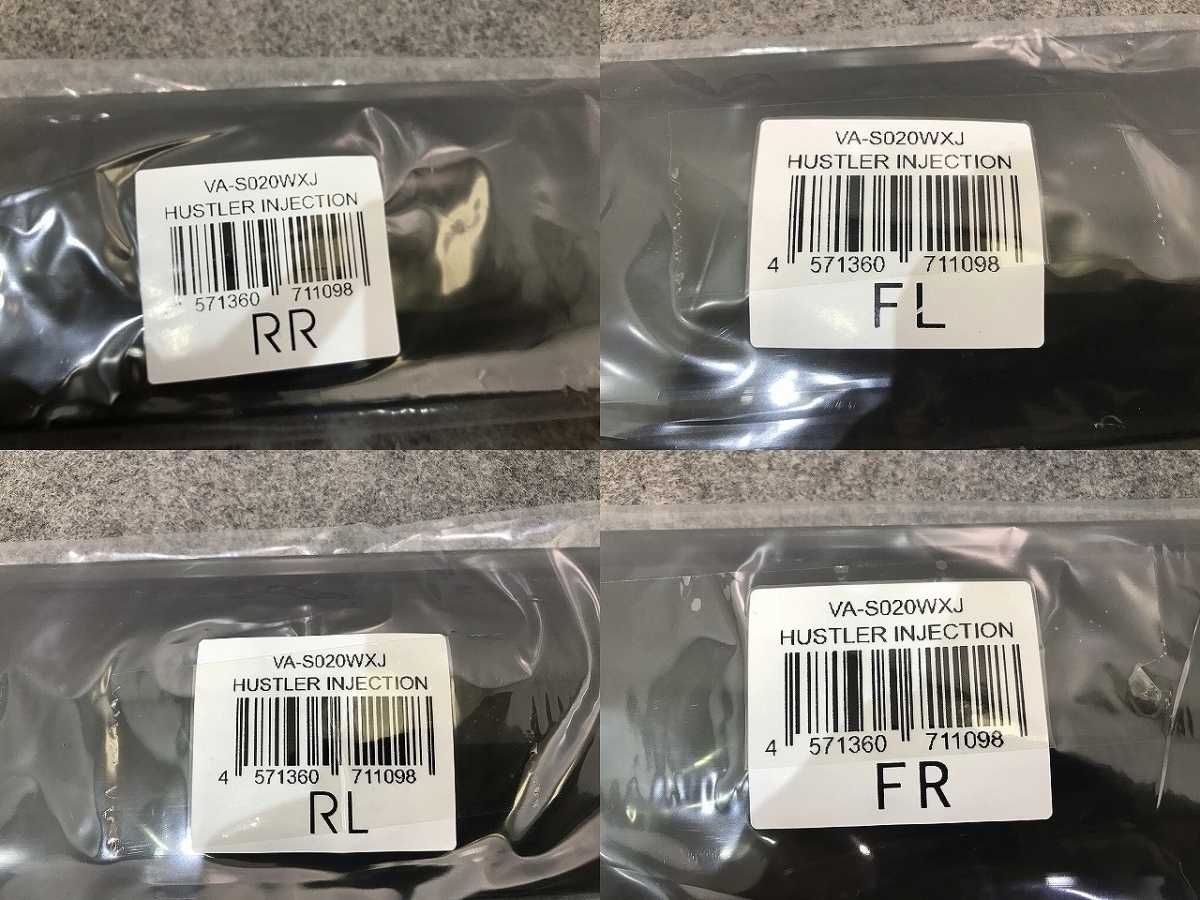 VA-S020WXJ
HUSTLER INJECTION
571360 711098
RR
VA-S020WXJ
HUSTLER INJECTION
4 571360 711098
FL
VA-S020WXJ
HUSTLER INJECTION
4 571360 711098
RL
VA-S020WXJ
HUSTLER INJECTION
4 571360 711098
FR